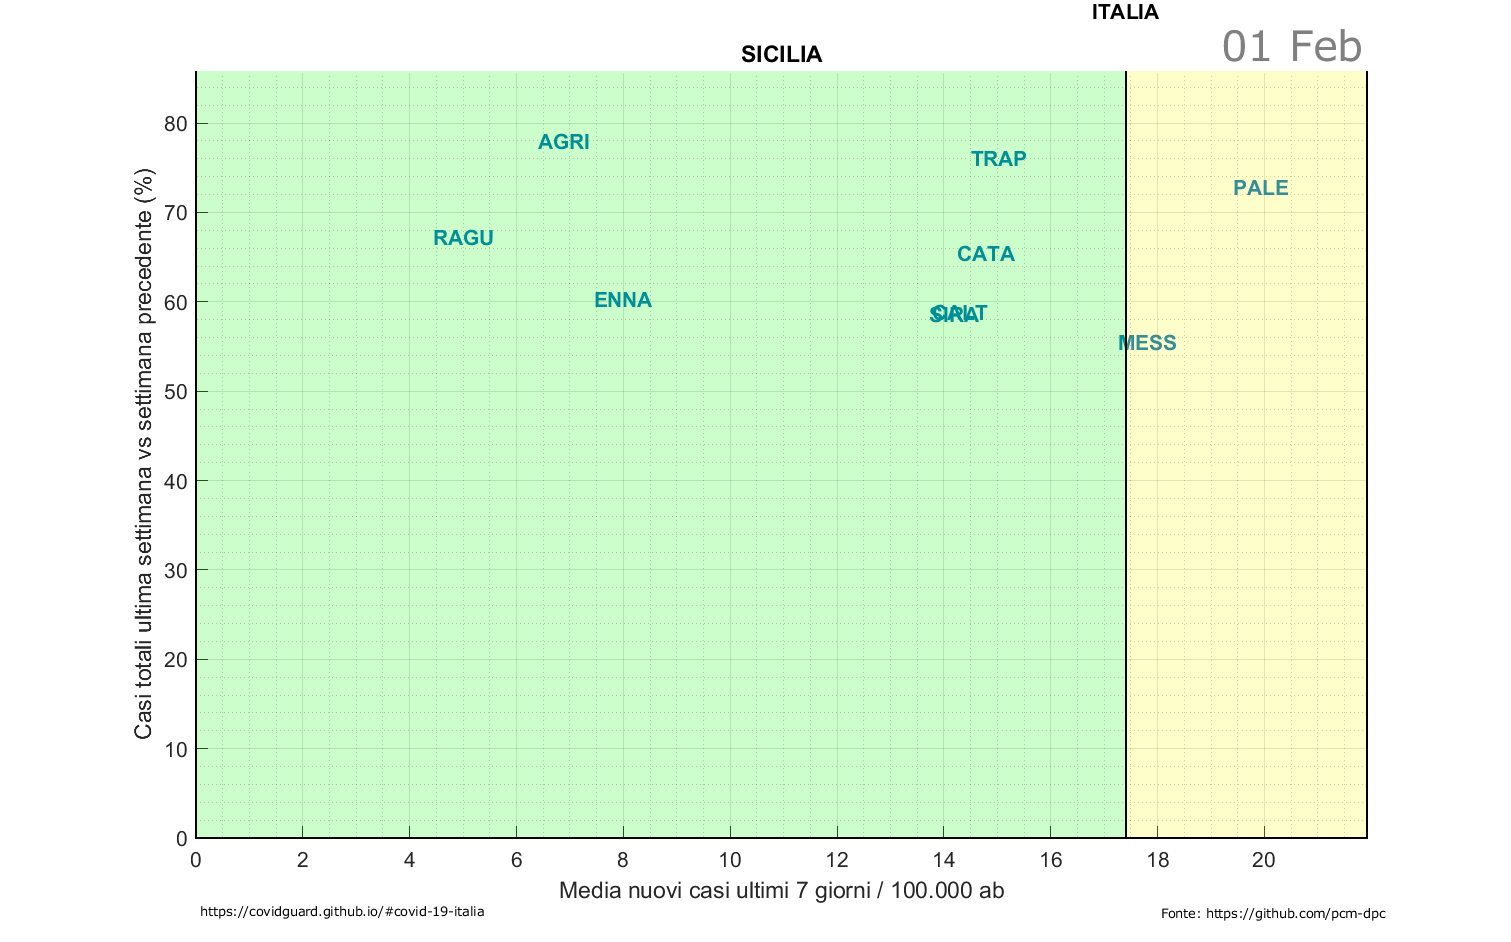 ITALIA
01 Feb
SICILIA
80
70
60
50
40
30
20
10
0
Casi totali ultima settimana vs settimana precedente (%)
AGRI
TRAP
PALE
RAGU
CATA
ENNA
CALT
SIRA
MESS
0 2 4 6 8 10 12 14 16 18 20
Media nuovi casi ultimi 7 giorni / 100.000 ab
https://covidguard.github.io/#covid-19-italia
Fonte: https://github.com/pcm-dpc